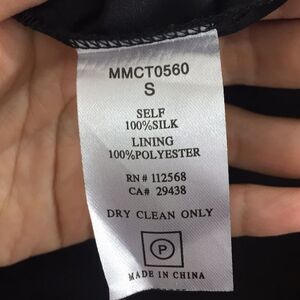 MMCT0560
S
SELF
100%SILK
LINING
100%POLYESTER
RN# 112568
CA# 29438
DRY CLEAN ONLY
P
MADE IN CHINA